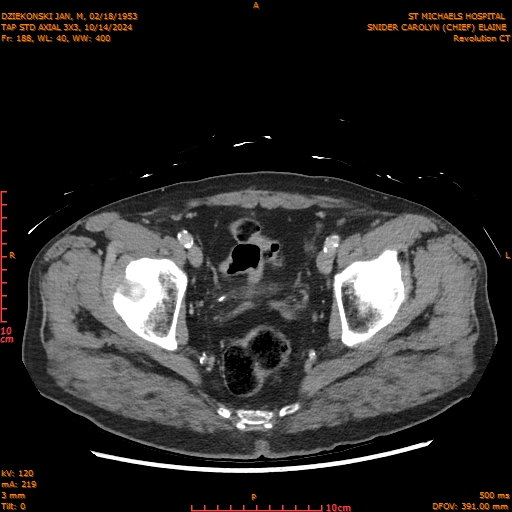 A
DZIEKONSKI JAN, M, 02/18/1953
TAP STD AXIAL 3X3, 10/14/2024
Fr: 188, WL: 40, WW: 400
ST MICHAELS HOSPITAL
SNIDER CAROLYN (CHIEF) ELAINE
Revolution CT
R
L
10
cm
kV: 120
mA: 219
3 mm
Tilt: 0
P
10cm
500 ms
DFOV: 391.00 mm